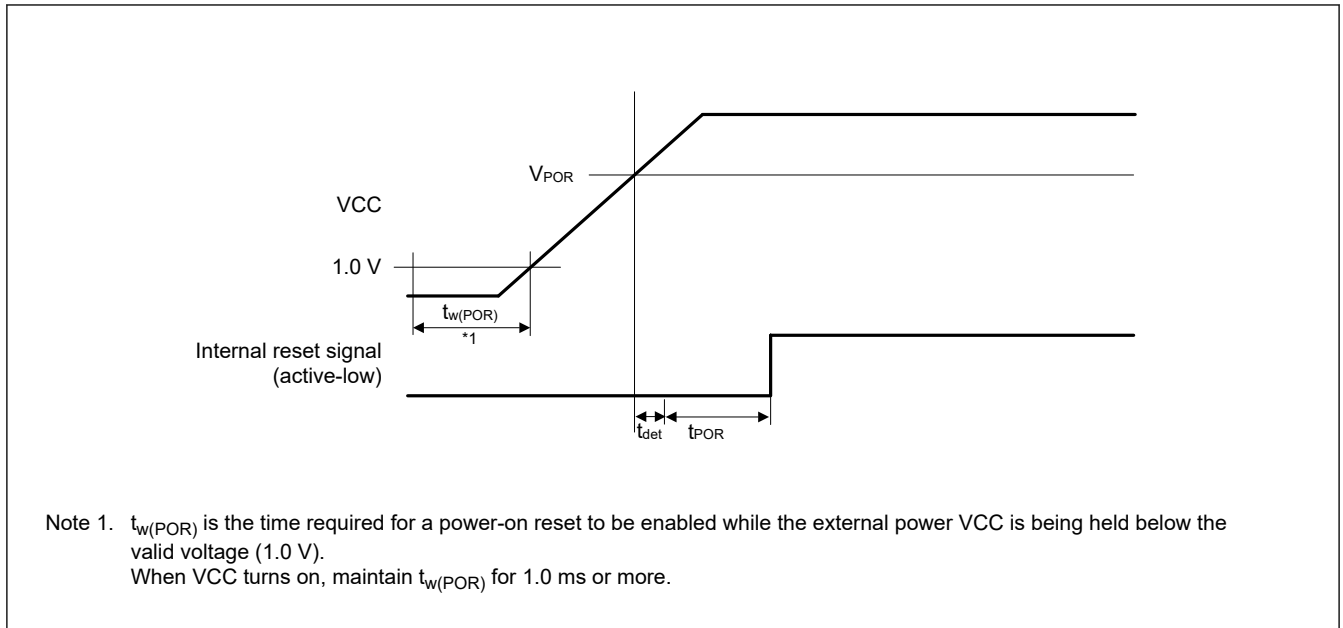 VPOR
VCC
1.0 V
tw(POR)
*1
Internal reset signal
(active-low)
tdet
tPOR
Note 1. tw(POR) is the time required for a power-on reset to be enabled while the external power VCC is being held below the
valid voltage (1.0 V).
When VCC turns on, maintain tw(POR) for 1.0 ms or more.